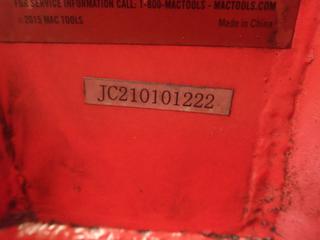 FOR SERVICE INFORMATION CALL: 1-800-MACTOOLS - MACTOOLS.COM
© 2015 MAC TOOLS
Made in China
JC210101222